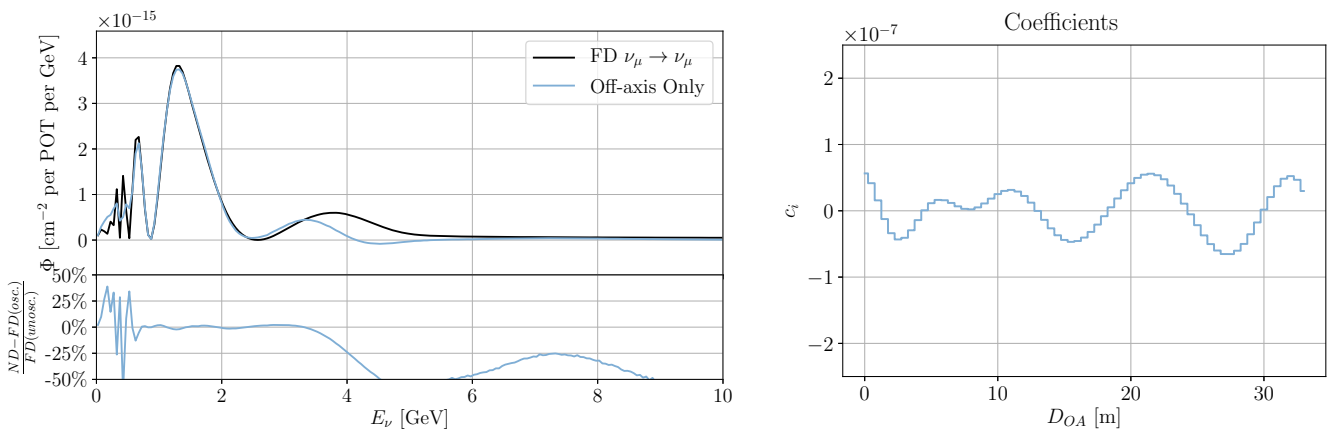 ×10⁻¹⁵
Φ [cm⁻² per POT per GeV]
4
3
2
1
0
FD ν_μ → ν_μ
Off-axis Only
ND−FD(osc.)
FD(unosc.)
50%
25%
0%
-25%
-50%
0 2 4 6 8 10
E_ν [GeV]
Coefficients
×10⁻⁷
c_i
2
1
0
−1
−2
0 10 20 30
D_OA [m]